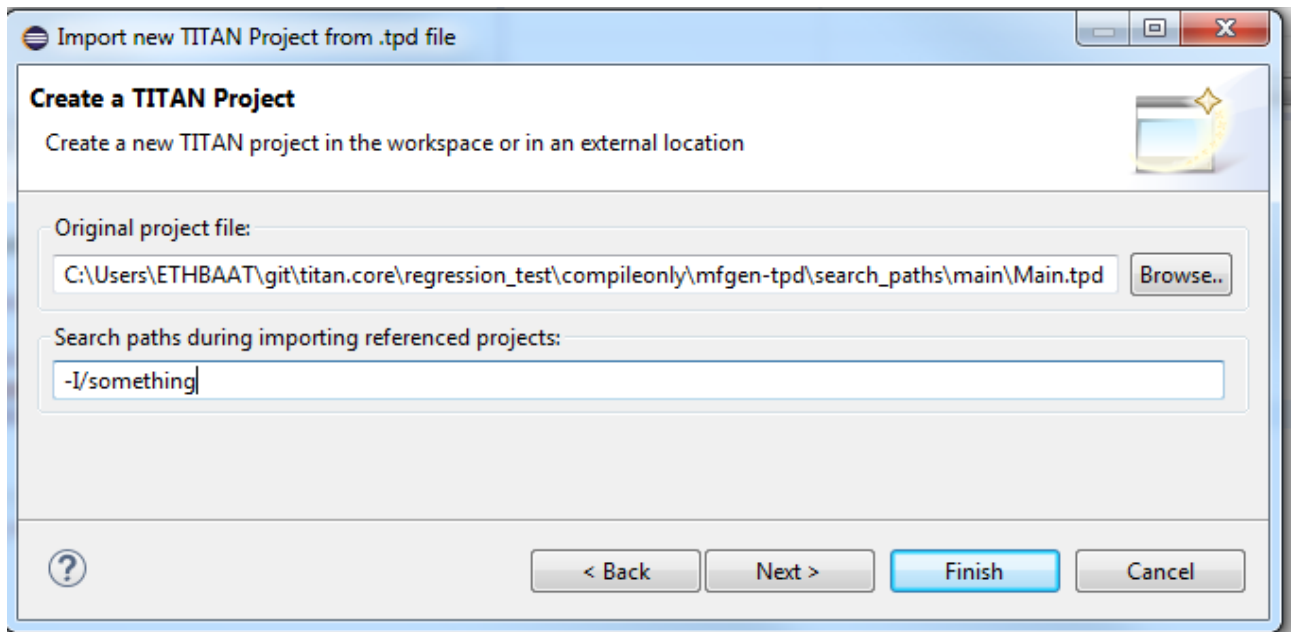 Import new TITAN Project from .tpd file
Create a TITAN Project
Create a new TITAN project in the workspace or in an external location
Original project file:
C:\Users\ETHBAAT\git\titan.core\regression_test\compileonly\mfgen-tpd\search_paths\main\Main.tpd
Browse..
Search paths during importing referenced projects:
-I/something
?
< Back
Next >
Finish
Cancel